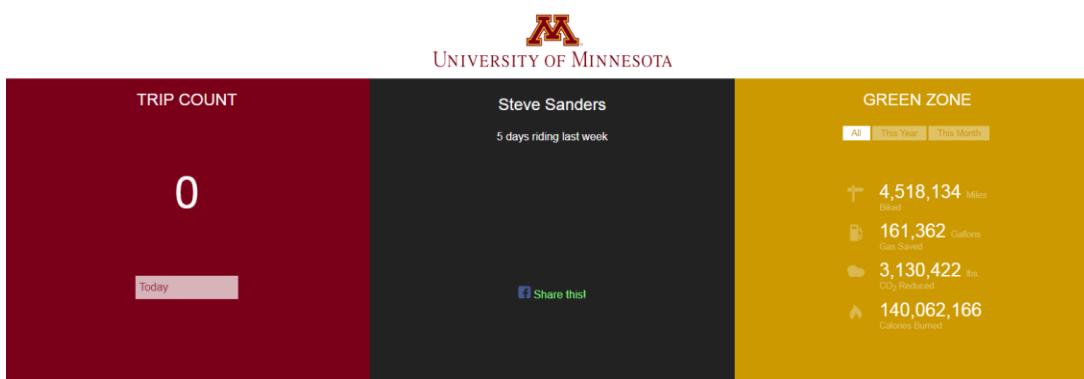 M
UNIVERSITY OF MINNESOTA
TRIP COUNT
0
Today
Steve Sanders
5 days riding last week
Share this!
GREEN ZONE
All This Year This Month
4,518,134 Miles
Biked
161,362 Gallons
Gas Saved
3,130,422 lbs.
CO2 Reduced
140,062,166
Calories Burned